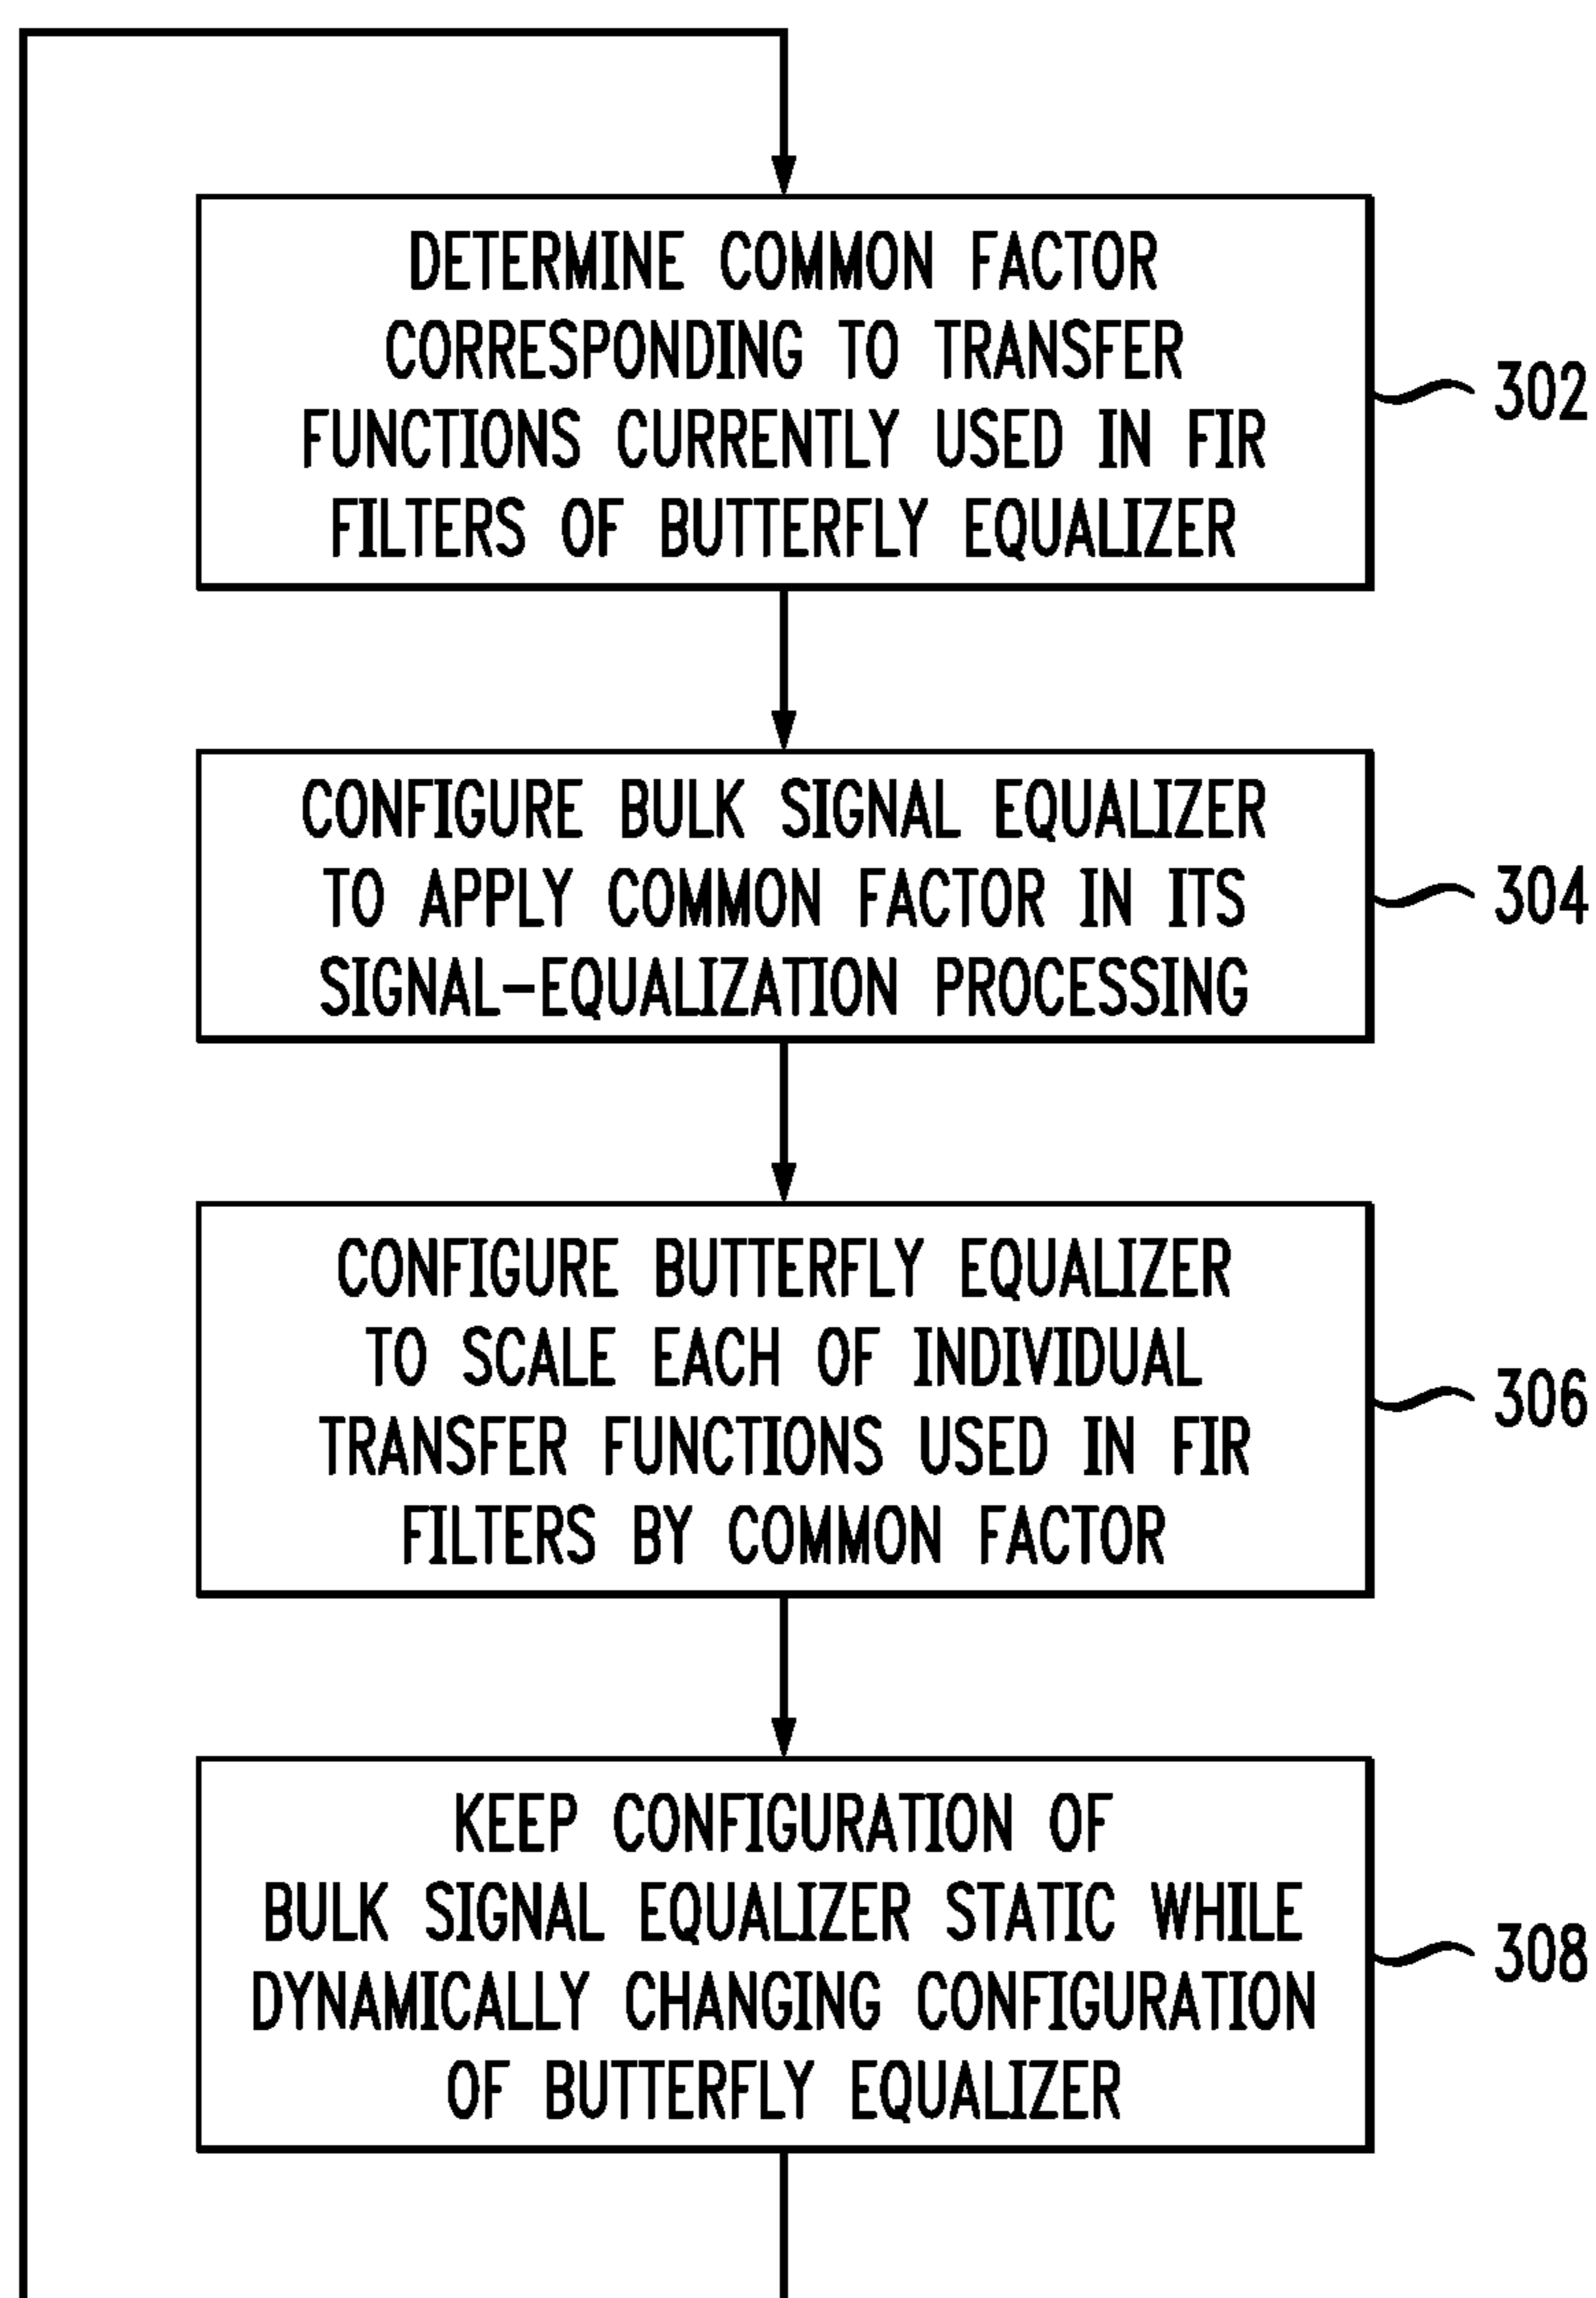 DETERMINE COMMON FACTOR
CORRESPONDING TO TRANSFER
FUNCTIONS CURRENTLY USED IN FIR
FILTERS OF BUTTERFLY EQUALIZER
302
CONFIGURE BULK SIGNAL EQUALIZER
TO APPLY COMMON FACTOR IN ITS
SIGNAL-EQUALIZATION PROCESSING
304
CONFIGURE BUTTERFLY EQUALIZER
TO SCALE EACH OF INDIVIDUAL
TRANSFER FUNCTIONS USED IN FIR
FILTERS BY COMMON FACTOR
306
KEEP CONFIGURATION OF
BULK SIGNAL EQUALIZER STATIC WHILE
DYNAMICALLY CHANGING CONFIGURATION
OF BUTTERFLY EQUALIZER
308